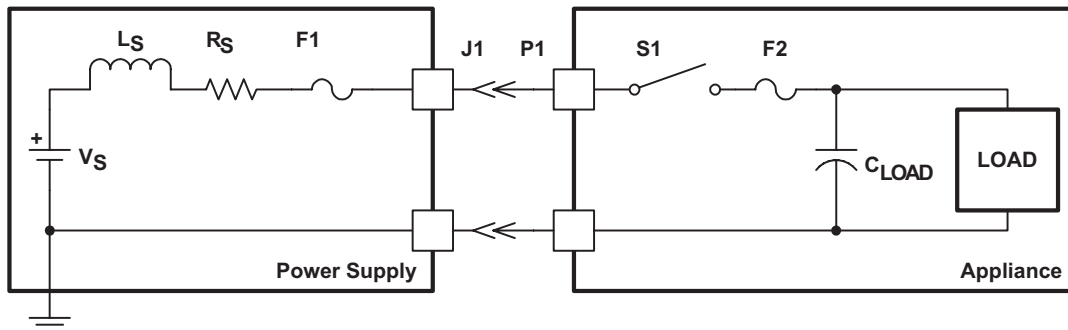 LS
RS
F1
J1
P1
S1
F2
+
VS
CLOAD
LOAD
Power Supply
Appliance